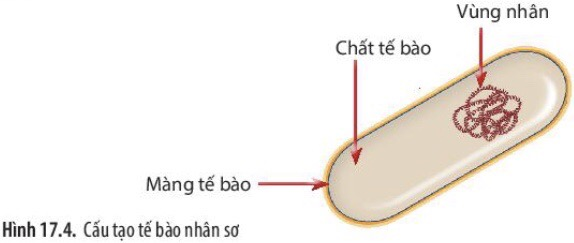 Vùng nhân
Chất tế bào
Màng tế bào
Hình 17.4. Cấu tạo tế bào nhân sơ